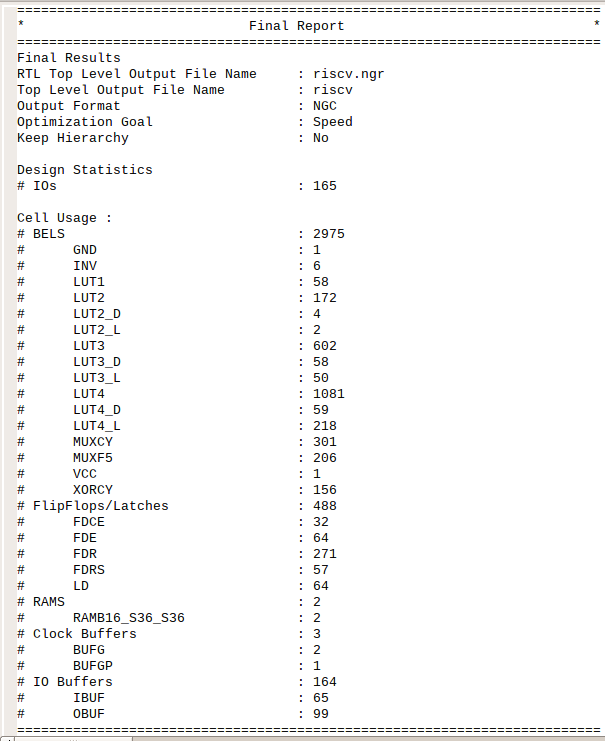 =========================================================================
*                            Final Report                               *
=========================================================================
Final Results
RTL Top Level Output File Name     : riscv.ngr
Top Level Output File Name         : riscv
Output Format                      : NGC
Optimization Goal                  : Speed
Keep Hierarchy                     : No

Design Statistics
# IOs                              : 165

Cell Usage :
# BELS                             : 2975
#      GND                         : 1
#      INV                         : 6
#      LUT1                        : 58
#      LUT2                        : 172
#      LUT2_D                      : 4
#      LUT2_L                      : 2
#      LUT3                        : 602
#      LUT3_D                      : 58
#      LUT3_L                      : 50
#      LUT4                        : 1081
#      LUT4_D                      : 59
#      LUT4_L                      : 218
#      MUXCY                       : 301
#      MUXF5                       : 206
#      VCC                         : 1
#      XORCY                       : 156
# FlipFlops/Latches                : 488
#      FDCE                        : 32
#      FDE                         : 64
#      FDR                         : 271
#      FDRS                        : 57
#      LD                          : 64
# RAMS                             : 2
#      RAMB16_S36_S36              : 2
# Clock Buffers                    : 3
#      BUFG                        : 2
#      BUFGP                       : 1
# IO Buffers                       : 164
#      IBUF                        : 65
#      OBUF                        : 99
=========================================================================